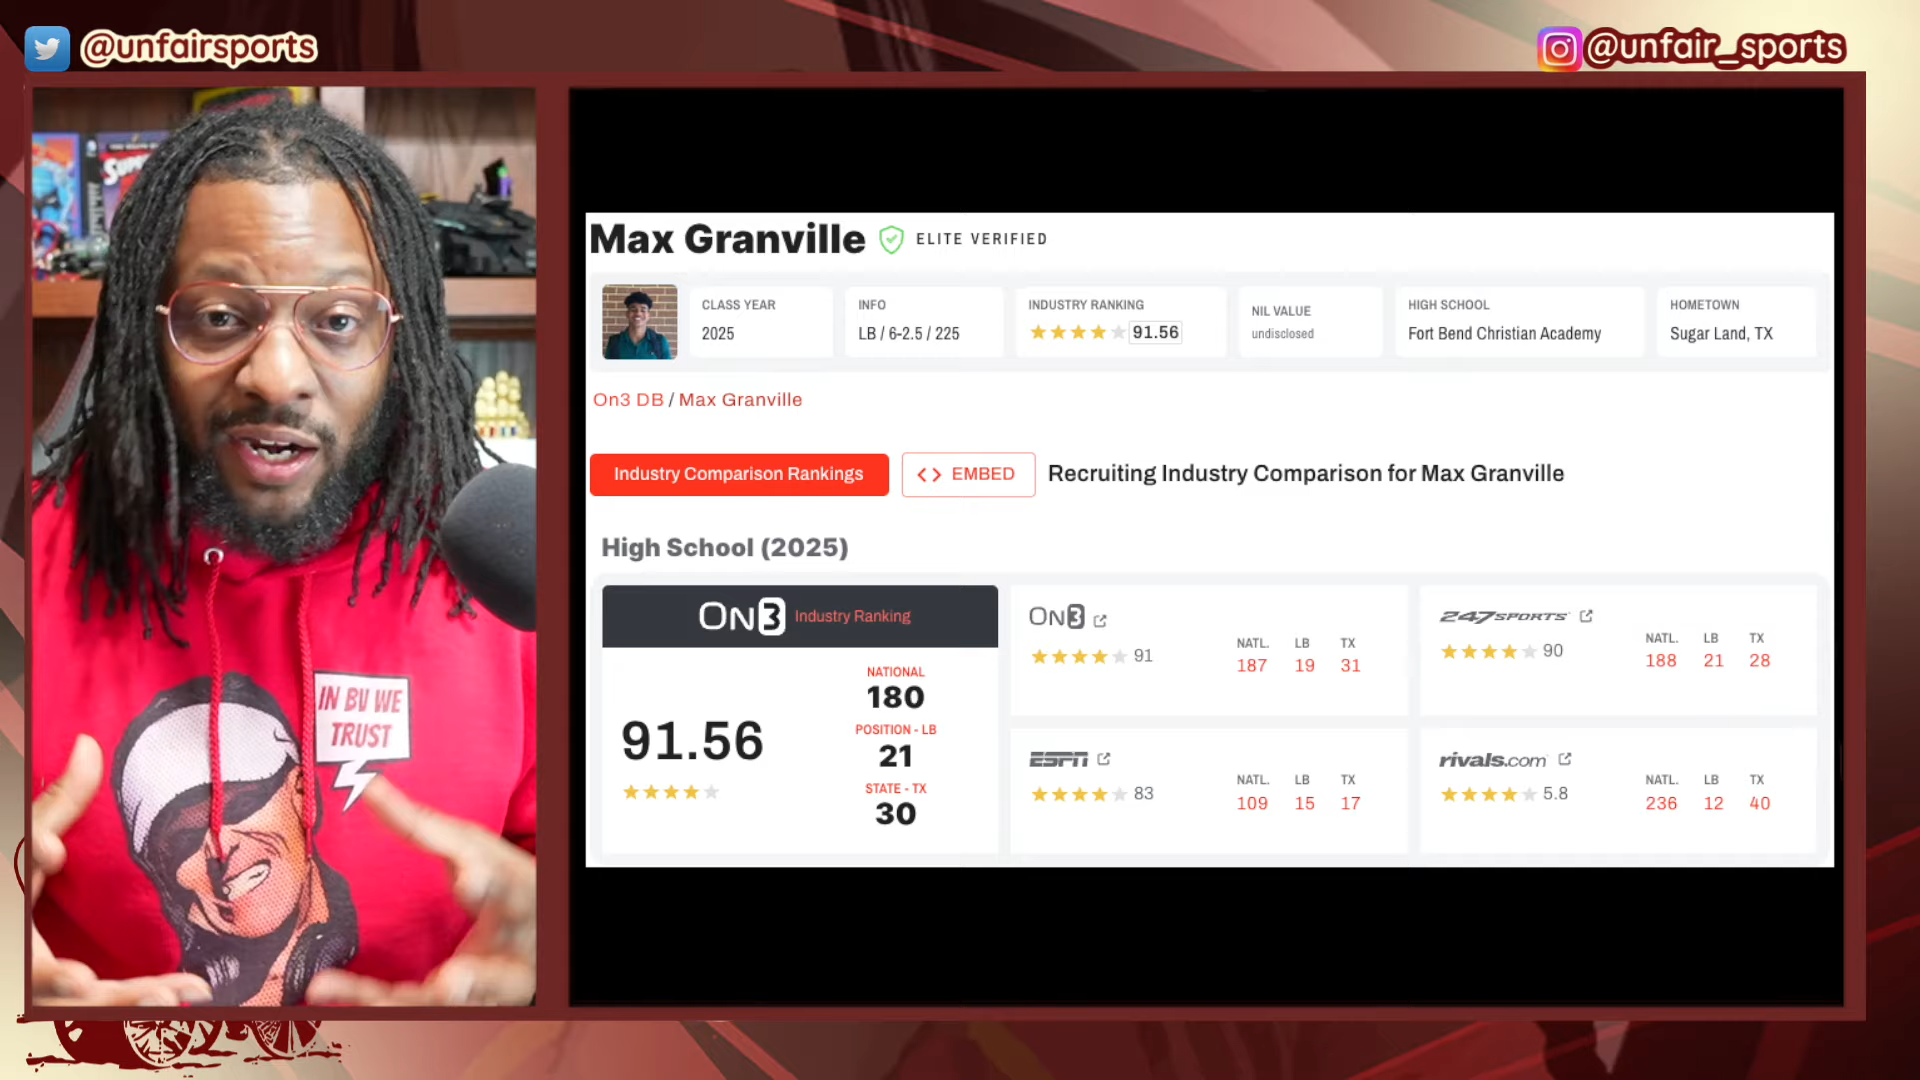 @unfairsports
@unfair_sports
SUP
IN BV WE
TRUST
Max Granville ELITE VERIFIED
CLASS YEAR
2025
INFO
LB / 6-2.5 / 225
INDUSTRY RANKING
91.56
NIL VALUE
undisclosed
HIGH SCHOOL
Fort Bend Christian Academy
HOMETOWN
Sugar Land, TX
On3 DB / Max Granville
Industry Comparison Rankings
<> EMBED
Recruiting Industry Comparison for Max Granville
High School (2025)
ON3 Industry Ranking
91.56
NATIONAL
180
POSITION - LB
21
STATE - TX
30
ON3
91
NATL. LB TX
187 19 31
247SPORTS
90
NATL. LB TX
188 21 28
ESPN
83
NATL. LB TX
109 15 17
rivals.com
5.8
NATL. LB TX
236 12 40